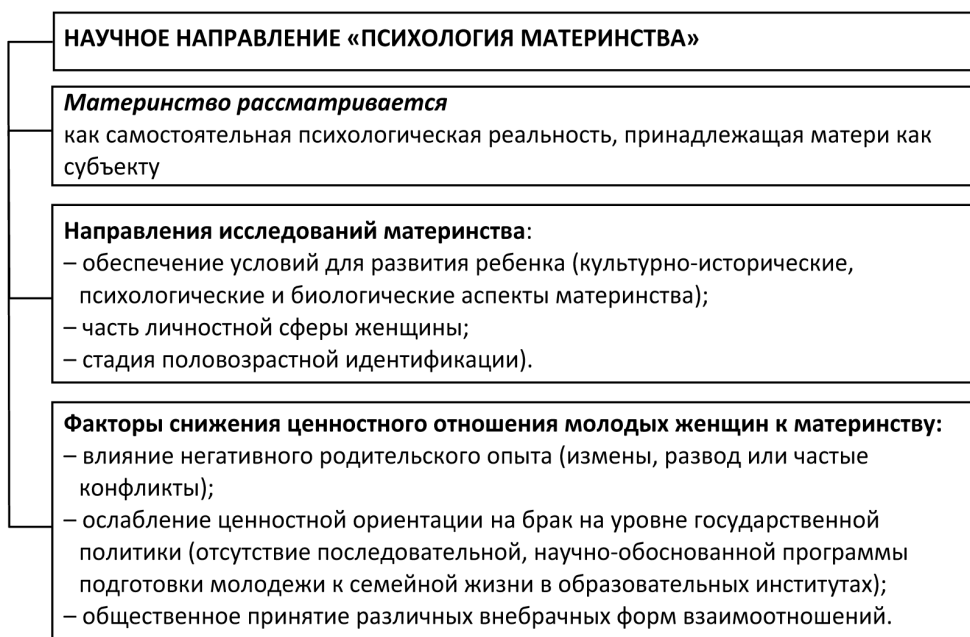 НАУЧНОЕ НАПРАВЛЕНИЕ «ПСИХОЛОГИЯ МАТЕРИНСТВА»
Материнство рассматривается
как самостоятельная психологическая реальность, принадлежащая матери как
субъекту
Направления исследований материнства:
– обеспечение условий для развития ребенка (культурно-исторические,
психологические и биологические аспекты материнства);
– часть личностной сферы женщины;
– стадия половозрастной идентификации).
Факторы снижения ценностного отношения молодых женщин к материнству:
– влияние негативного родительского опыта (измены, развод или частые
конфликты);
– ослабление ценностной ориентации на брак на уровне государственной
политики (отсутствие последовательной, научно-обоснованной программы
подготовки молодежи к семейной жизни в образовательных институтах);
– общественное принятие различных внебрачных форм взаимоотношений.